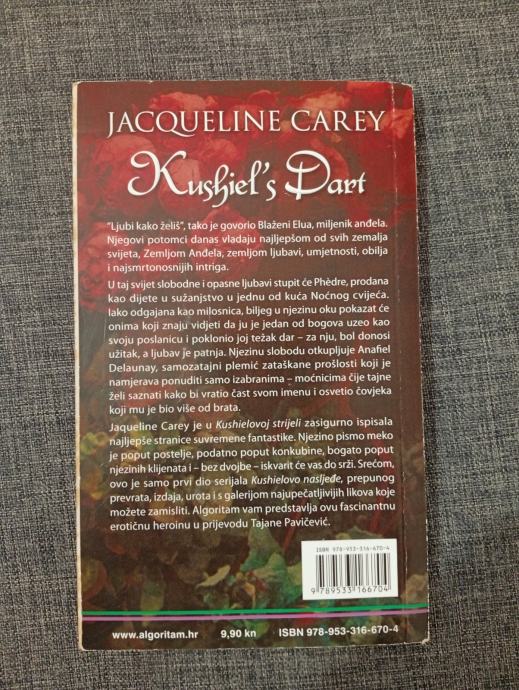 JACQUELINE CAREY
Kushiel's Dart
"Ljubi kako želiš", tako je govorio Blaženi Elua, miljenik anđela.
Njegovi potomci danas vladaju najljepšom od svih zemalja
svijeta, Zemljom Anđela, zemljom ljubavi, umjetnosti, obilja
i najsmrtonosnijih intriga.
U taj svijet slobodne i opasne ljubavi stupit će Phèdre, prodana
kao dijete u sužanjstvo u jednu od kuća Noćnog cvijeća.
Iako odgajana kao milosnica, biljeg u njezinu oku pokazat će
onima koji znaju vidjeti da ju je jedan od bogova uzeo kao
svoju poslanicu i poklonio joj težak dar – za nju, bol donosi
užitak, a ljubav je patnja. Njezinu slobodu otkupljuje Anafiel
Delaunay, samozatajni plemić zataškane prošlosti koji je
namjerava ponuditi samo izabranima – moćnicima čije tajne
želi saznati kako bi vratio čast svom imenu i osvetio čovjeka
koji mu je bio više od brata.
Jaqueline Carey je u Kushielovoj strijeli zasigurno ispisala
najljepše stranice suvremene fantastike. Njezino pismo meko
je poput postelje, podatno poput konkubine, bogato poput
njezinih klijenata i – bez dvojbe – iskvarit će vas do srži. Srećom,
ovo je samo prvi dio serijala Kushielovo nasljeđe, prepunog
prevrata, izdaja, urota i s galerijom najupečatljivijih likova koje
možete zamisliti. Algoritam vam predstavlja ovu fascinantnu
erotičnu heroinu u prijevodu Tajane Pavičević.
ISBN 978-953-316-670-4
9 789533 166704
www.algoritam.hr 9,90 kn ISBN 978-953-316-670-4